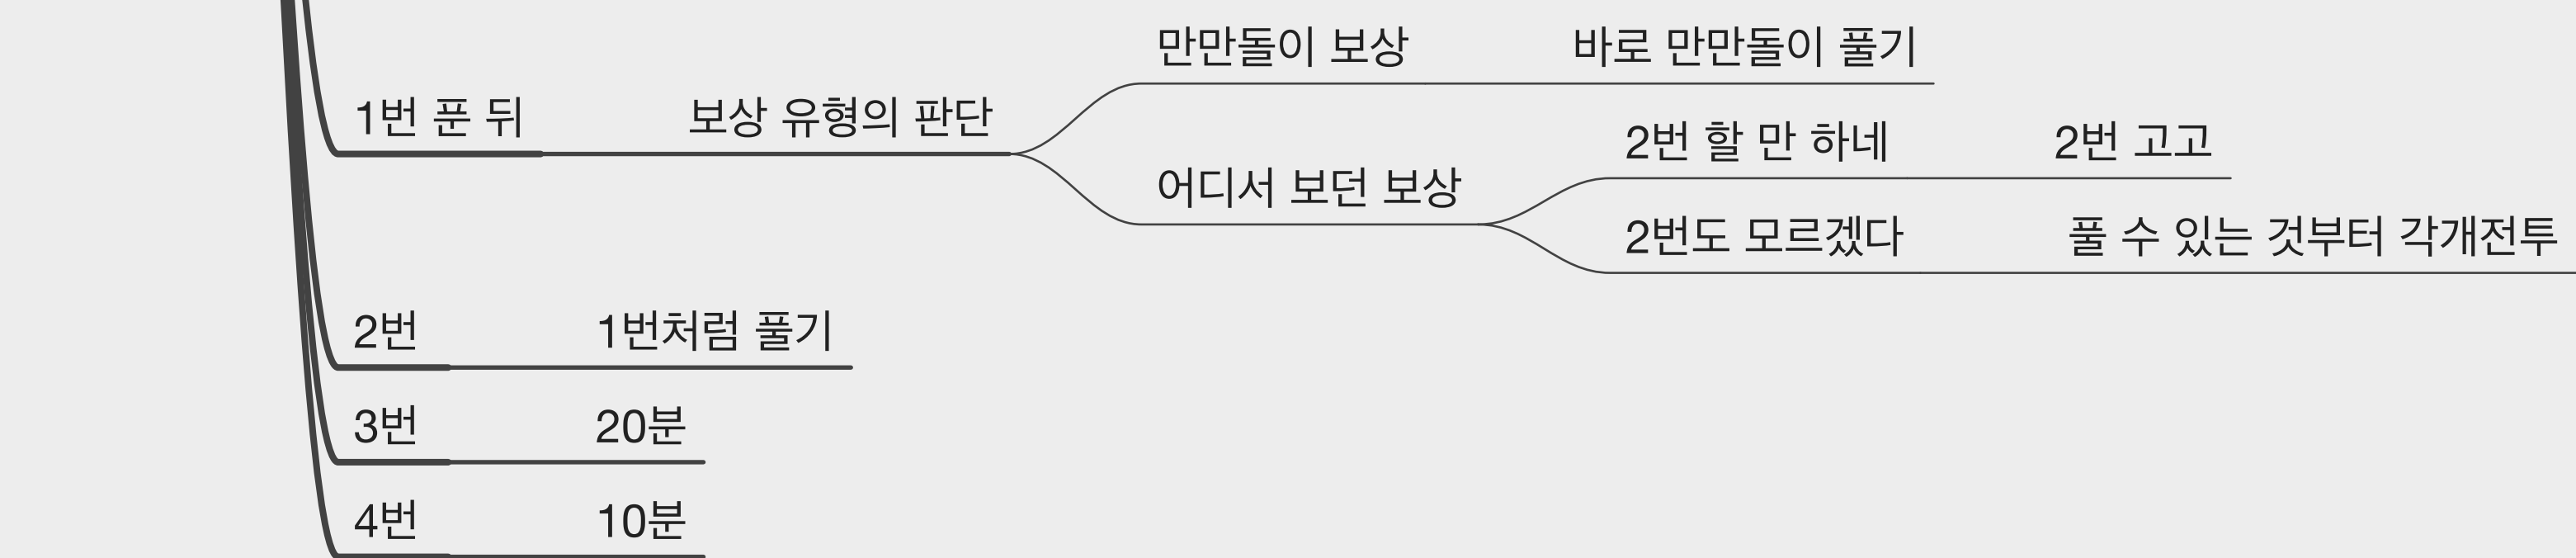 1번 푼 뒤
보상 유형의 판단
만만돌이 보상
바로 만만돌이 풀기
어디서 보던 보상
2번 할 만 하네
2번 고고
2번도 모르겠다
풀 수 있는 것부터 각개전투
2번
1번처럼 풀기
3번
20분
4번
10분